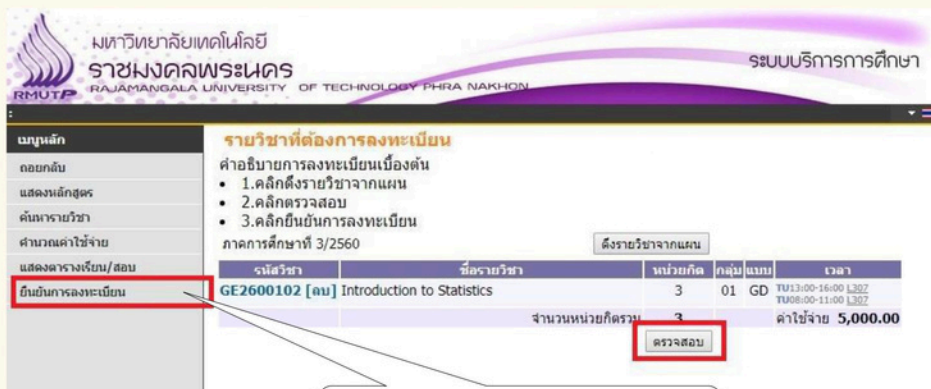 มหาวิทยาลัยเทคโนโลยี
ราชมงคลพระนคร
RAJAMANGALA UNIVERSITY OF TECHNOLOGY PHRA NAKHON
RMUTP
ระบบบริการการศึกษา
:
เมนูหลัก
ถอยกลับ
แสดงหลักสูตร
ค้นหารายวิชา
คำนวณค่าใช้จ่าย
แสดงตารางเรียน/สอบ
ยืนยันการลงทะเบียน
รายวิชาที่ต้องการลงทะเบียน
คำอธิบายการลงทะเบียนเบื้องต้น
• 1.คลิกดึงรายวิชาจากแผน
• 2.คลิกตรวจสอบ
• 3.คลิกยืนยันการลงทะเบียน
ภาคการศึกษาที่ 3/2560 ดึงรายวิชาจากแผน
รหัสวิชา ชื่อรายวิชา หน่วยกิต กลุ่ม แบบ เวลา
GE2600102 [ลบ] Introduction to Statistics 3 01 GD TU13:00-16:00 L307
TU08:00-11:00 L307
จำนวนหน่วยกิตรวม 3 ค่าใช้จ่าย 5,000.00
ตรวจสอบ